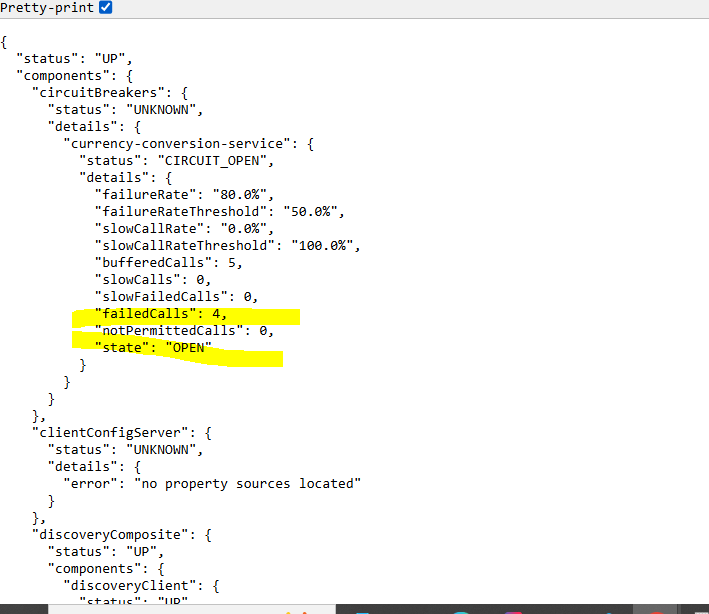 Pretty-print
{
"status": "UP",
"components": {
"circuitBreakers": {
"status": "UNKNOWN",
"details": {
"currency-conversion-service": {
"status": "CIRCUIT_OPEN",
"details": {
"failureRate": "80.0%",
"failureRateThreshold": "50.0%",
"slowCallRate": "0.0%",
"slowCallRateThreshold": "100.0%",
"bufferedCalls": 5,
"slowCalls": 0,
"slowFailedCalls": 0,
"failedCalls": 4,
"notPermittedCalls": 0,
"state": "OPEN"
}
}
}
},
"clientConfigServer": {
"status": "UNKNOWN",
"details": {
"error": "no property sources located"
}
},
"discoveryComposite": {
"status": "UP",
"components": {
"discoveryClient": {
"status": "UP",